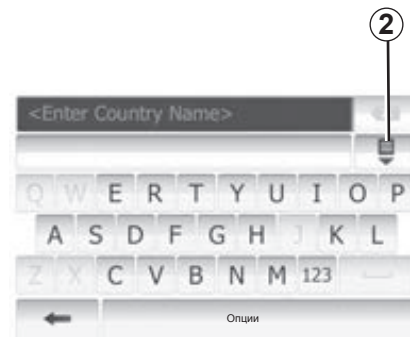 2
<Enter Country Name>
Q W E R T Y U I O P
A S D F G H J K L
Z X C V B N M 123
Опции